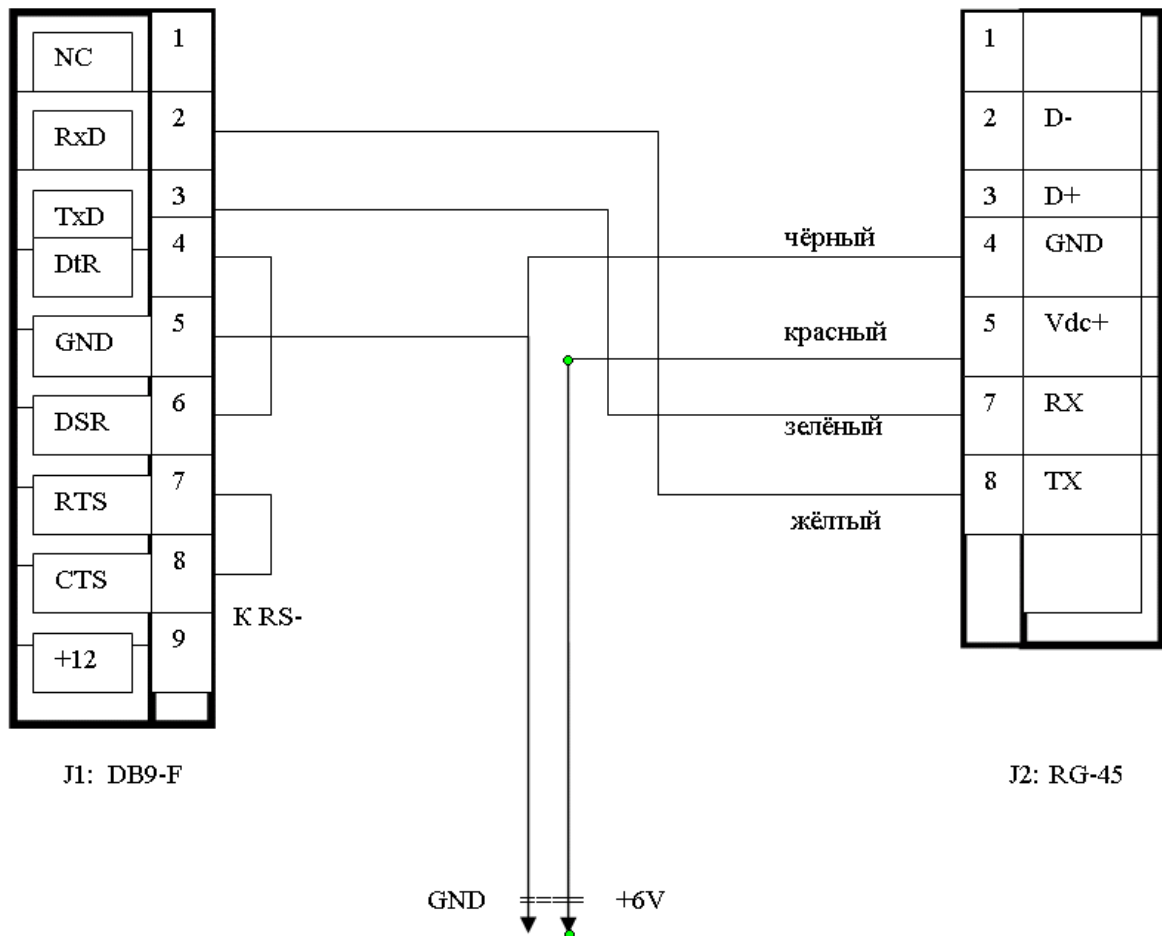 NC 1
RxD 2
TxD 3
DtR 4
GND 5
DSR 6
RTS 7
CTS 8
+12 9
К RS-
J1: DB9-F
чёрный
красный
зелёный
жёлтый
1
2 D-
3 D+
4 GND
5 Vdc+
7 RX
8 TX
J2: RG-45
GND ==== +6V